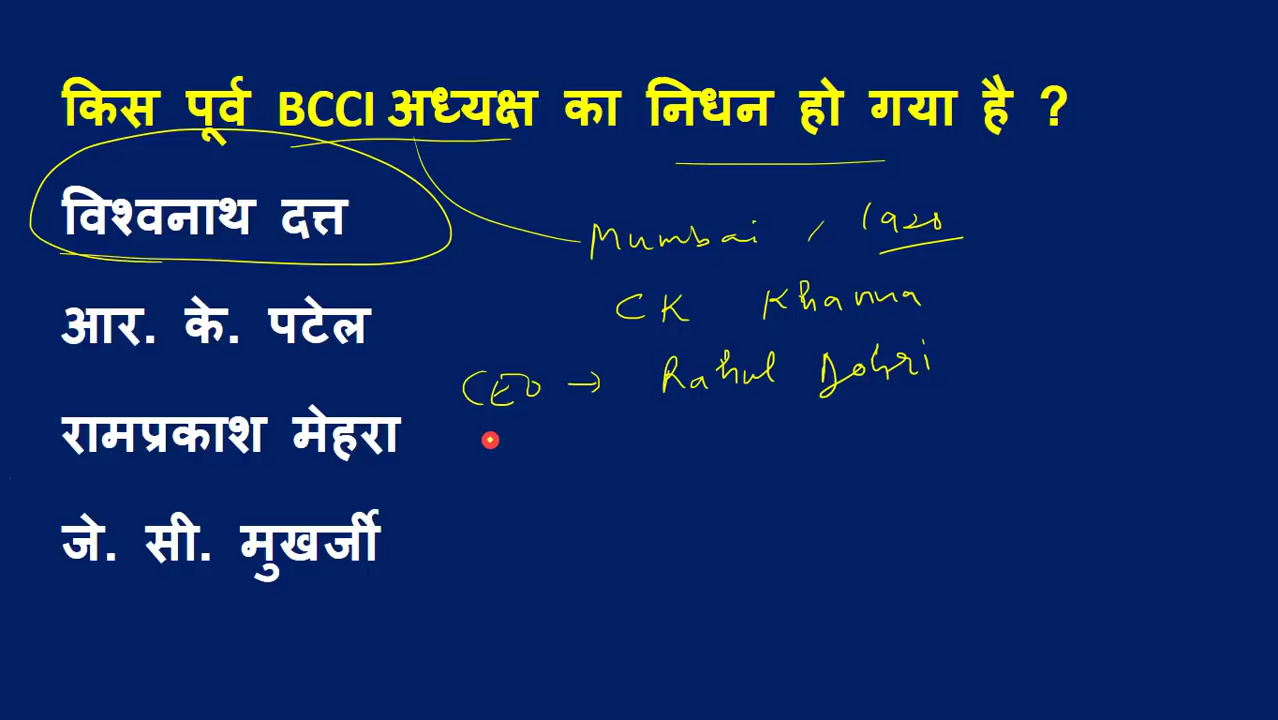 किस पूर्व BCCI अध्यक्ष का निधन हो गया है ?
विश्वनाथ दत्त
Mumbai / 1928
आर. के. पटेल
CK Khanna
CEO → Rahul Johri
रामप्रकाश मेहरा
जे. सी. मुखर्जी